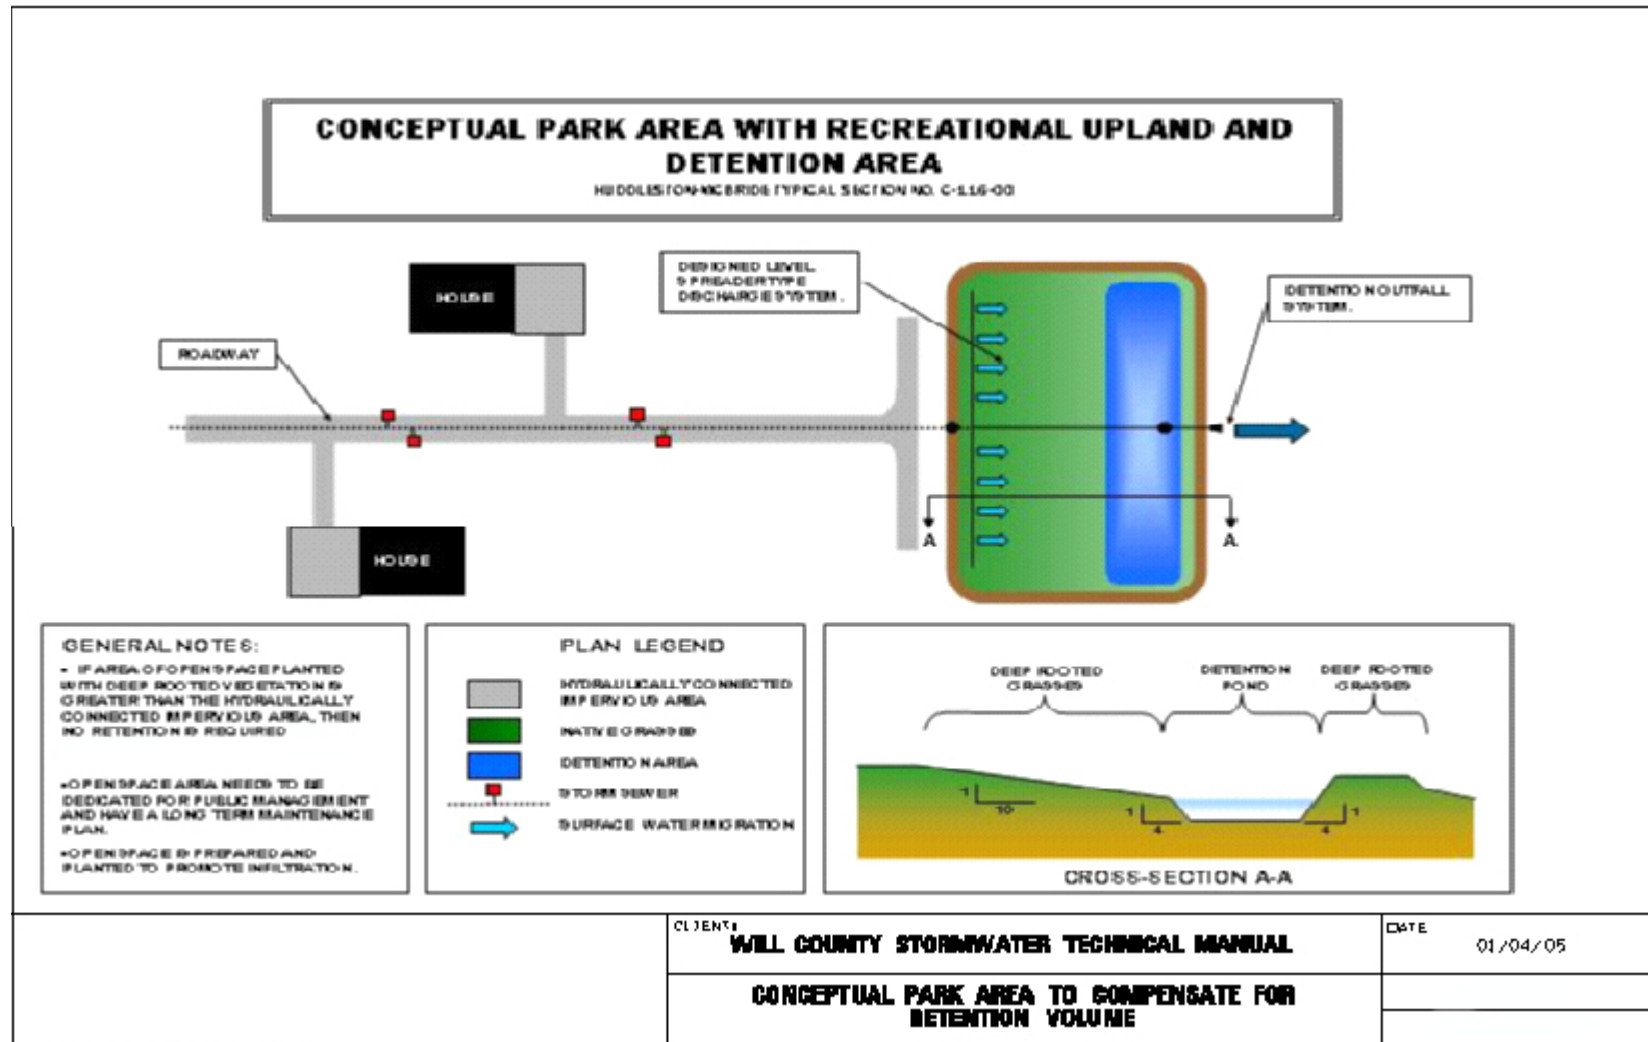 CONCEPTUAL PARK AREA WITH RECREATIONAL UPLAND AND
DETENTION AREA
HUDDLESTON-MCBRIDE TYPICAL SECTION NO. C-116-00
HOUSE
DESIGNED LEVEL
SPREADER TYPE
DISCHARGE SYSTEM.
DETENTION OUTFALL
SYSTEM.
ROADWAY
A
A
HOUSE
GENERAL NOTES:
- IF AREA OF OPEN SPACE PLANTED
WITH DEEP ROOTED VEGETATION IS
GREATER THAN THE HYDRAULICALLY
CONNECTED IMPERVIOUS AREA, THEN
NO RETENTION IS REQUIRED
•OPEN SPACE AREA NEEDS TO BE
DEDICATED FOR PUBLIC MANAGEMENT
AND HAVE A LONG TERM MAINTENANCE
PLAN.
•OPEN SPACE IS PREPARED AND
PLANTED TO PROMOTE INFILTRATION.
PLAN LEGEND
HYDRAULICALLY CONNECTED
IMPERVIOUS AREA
NATIVE GRASSES
DETENTION AREA
STORM SEWER
SURFACE WATER MIGRATION
DEEP ROOTED
GRASSES
DETENTION
POND
DEEP ROOTED
GRASSES
1
10
1
4
4
1
CROSS-SECTION A-A
CLIENT:
WILL COUNTY STORMWATER TECHNICAL MANUAL
DATE
01/04/05
CONCEPTUAL PARK AREA TO COMPENSATE FOR
RETENTION VOLUME